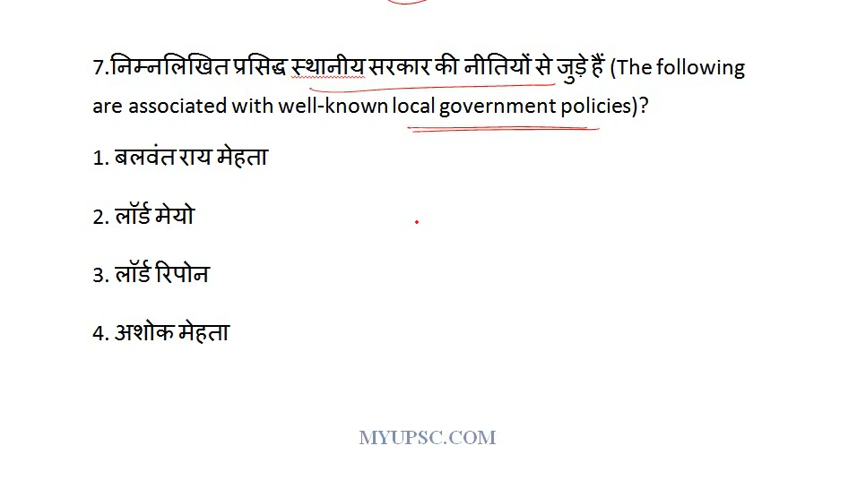 7.निम्नलिखित प्रसिद्ध स्थानीय सरकार की नीतियों से जुड़े हैं (The following
are associated with well-known local government policies)?
1. बलवंत राय मेहता
2. लॉर्ड मेयो
3. लॉर्ड रिपोन
4. अशोक मेहता
MYUPSC.COM